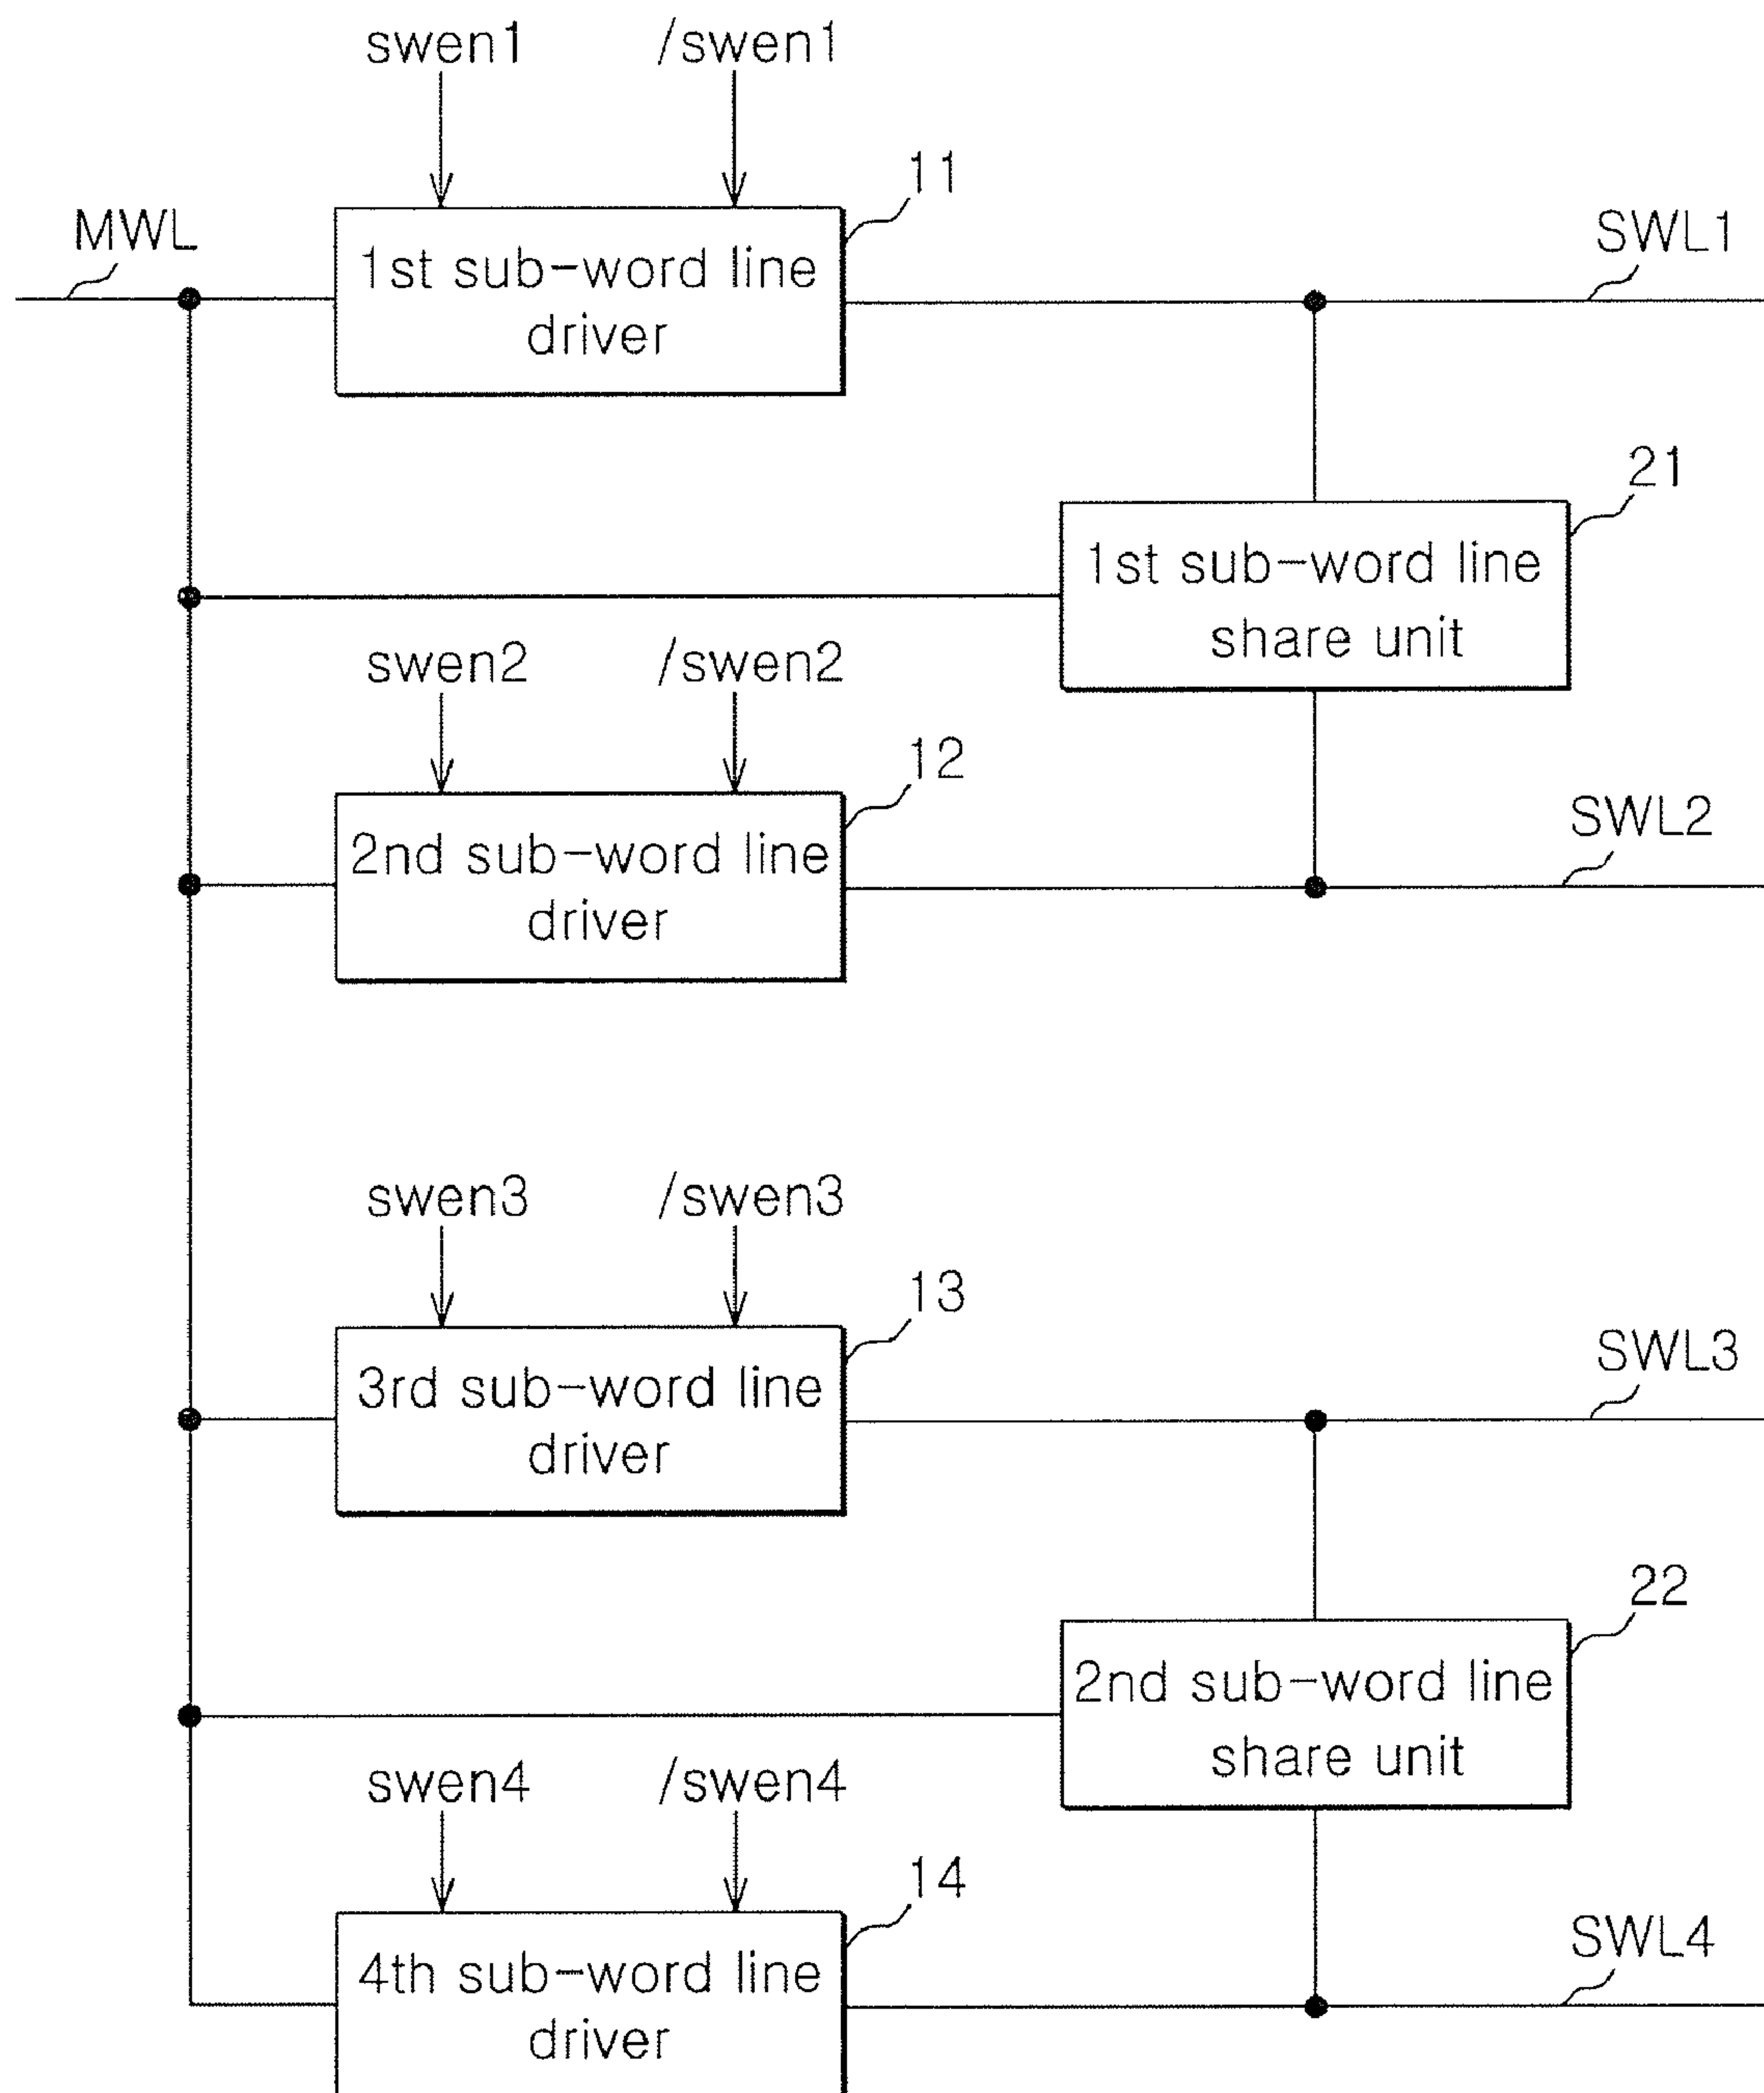 swen1 /swen1
11
MWL
1st sub-word line
driver
SWL1
21
1st sub-word line
share unit
swen2 /swen2
12
2nd sub-word line
driver
SWL2
swen3 /swen3
13
3rd sub-word line
driver
SWL3
22
2nd sub-word line
share unit
swen4 /swen4
14
4th sub-word line
driver
SWL4